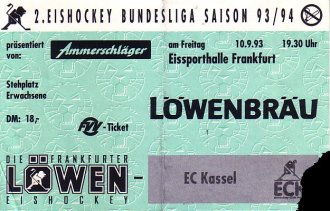 2.EISHOCKEY BUNDESLIGA SAISON 93/94
präsentiert von: Ammerschläger
am Freitag 10.9.93 19.30 Uhr
Eissporthalle Frankfurt
Stehplatz
Erwachsene
LÖWENBRÄU
DM: 18,-
FVV-Ticket
DIE FRANKFURTER
LÖWEN - EC Kassel
EISHOCKEY